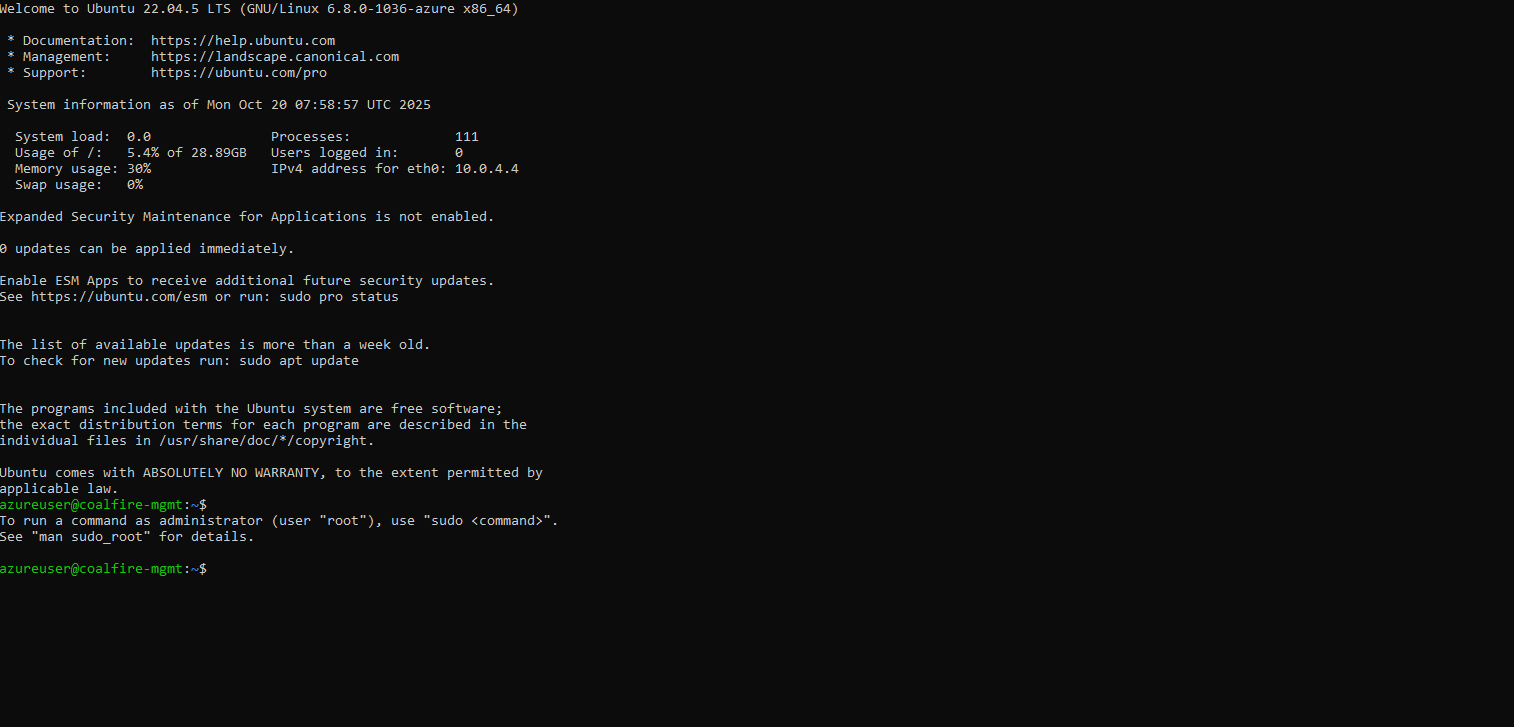 Welcome to Ubuntu 22.04.5 LTS (GNU/Linux 6.8.0-1036-azure x86_64)

 * Documentation:  https://help.ubuntu.com
 * Management:     https://landscape.canonical.com
 * Support:        https://ubuntu.com/pro

 System information as of Mon Oct 20 07:58:57 UTC 2025

  System load:  0.0               Processes:             111
  Usage of /:   5.4% of 28.89GB   Users logged in:       0
  Memory usage: 30%               IPv4 address for eth0: 10.0.4.4
  Swap usage:   0%

Expanded Security Maintenance for Applications is not enabled.

0 updates can be applied immediately.

Enable ESM Apps to receive additional future security updates.
See https://ubuntu.com/esm or run: sudo pro status


The list of available updates is more than a week old.
To check for new updates run: sudo apt update


The programs included with the Ubuntu system are free software;
the exact distribution terms for each program are described in the
individual files in /usr/share/doc/*/copyright.

Ubuntu comes with ABSOLUTELY NO WARRANTY, to the extent permitted by
applicable law.
azureuser@coalfire-mgmt:~$
To run a command as administrator (user "root"), use "sudo <command>".
See "man sudo_root" for details.

azureuser@coalfire-mgmt:~$